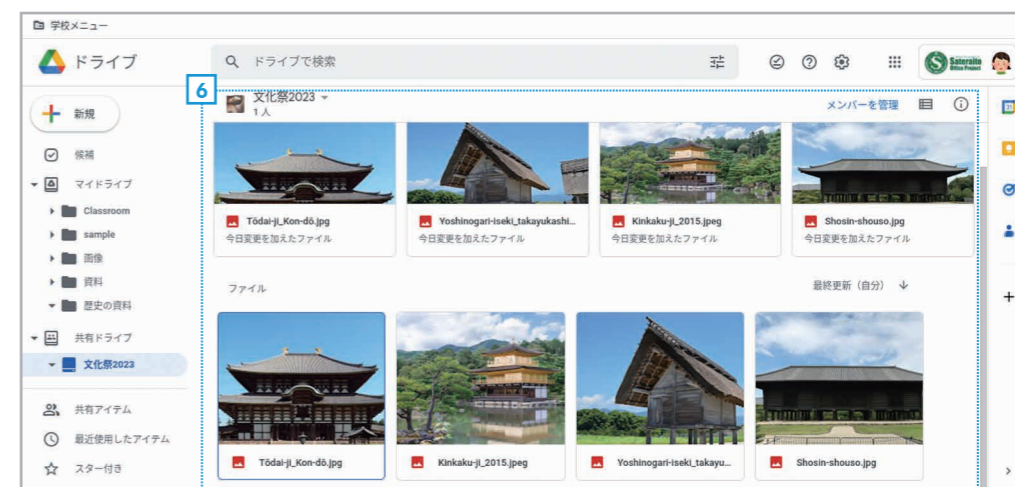 学校メニュー
ドライブ
ドライブで検索
Sateraito
Office Project
6
新規
文化祭2023
1人
メンバーを管理
候補
マイドライブ
Classroom
sample
画像
資料
歴史の資料
共有ドライブ
文化祭2023
共有アイテム
最近使用したアイテム
スター付き
Tōdai-ji_Kon-dō.jpg
今日変更を加えたファイル
Yoshinogari-iseki_takayukashi...
今日変更を加えたファイル
Kinkaku-ji_2015.jpeg
今日変更を加えたファイル
Shosin-shouso.jpg
今日変更を加えたファイル
ファイル
最終更新（自分）
Tōdai-ji_Kon-dō.jpg
Kinkaku-ji_2015.jpeg
Yoshinogari-iseki_takayu...
Shosin-shouso.jpg